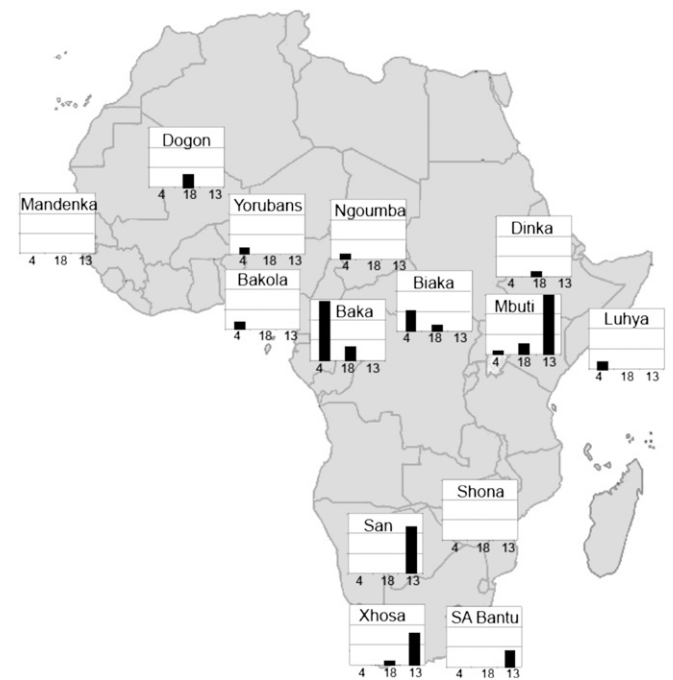 Dogon
4 18 13
Mandenka
4 18 13
Yorubans
4 18 13
Ngoumba
4 18 13
Dinka
4 18 13
Bakola
4 18 13
Baka
4 18 13
Biaka
4 18 13
Mbuti
4 18 13
Luhya
4 18 13
Shona
4 18 13
San
4 18 13
Xhosa
4 18 13
SA Bantu
4 18 13